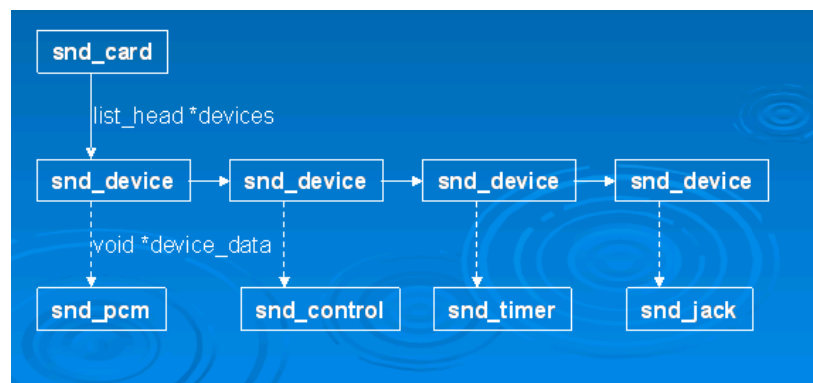 snd_card
list_head *devices
snd_device snd_device snd_device snd_device
void *device_data
snd_pcm snd_control snd_timer snd_jack